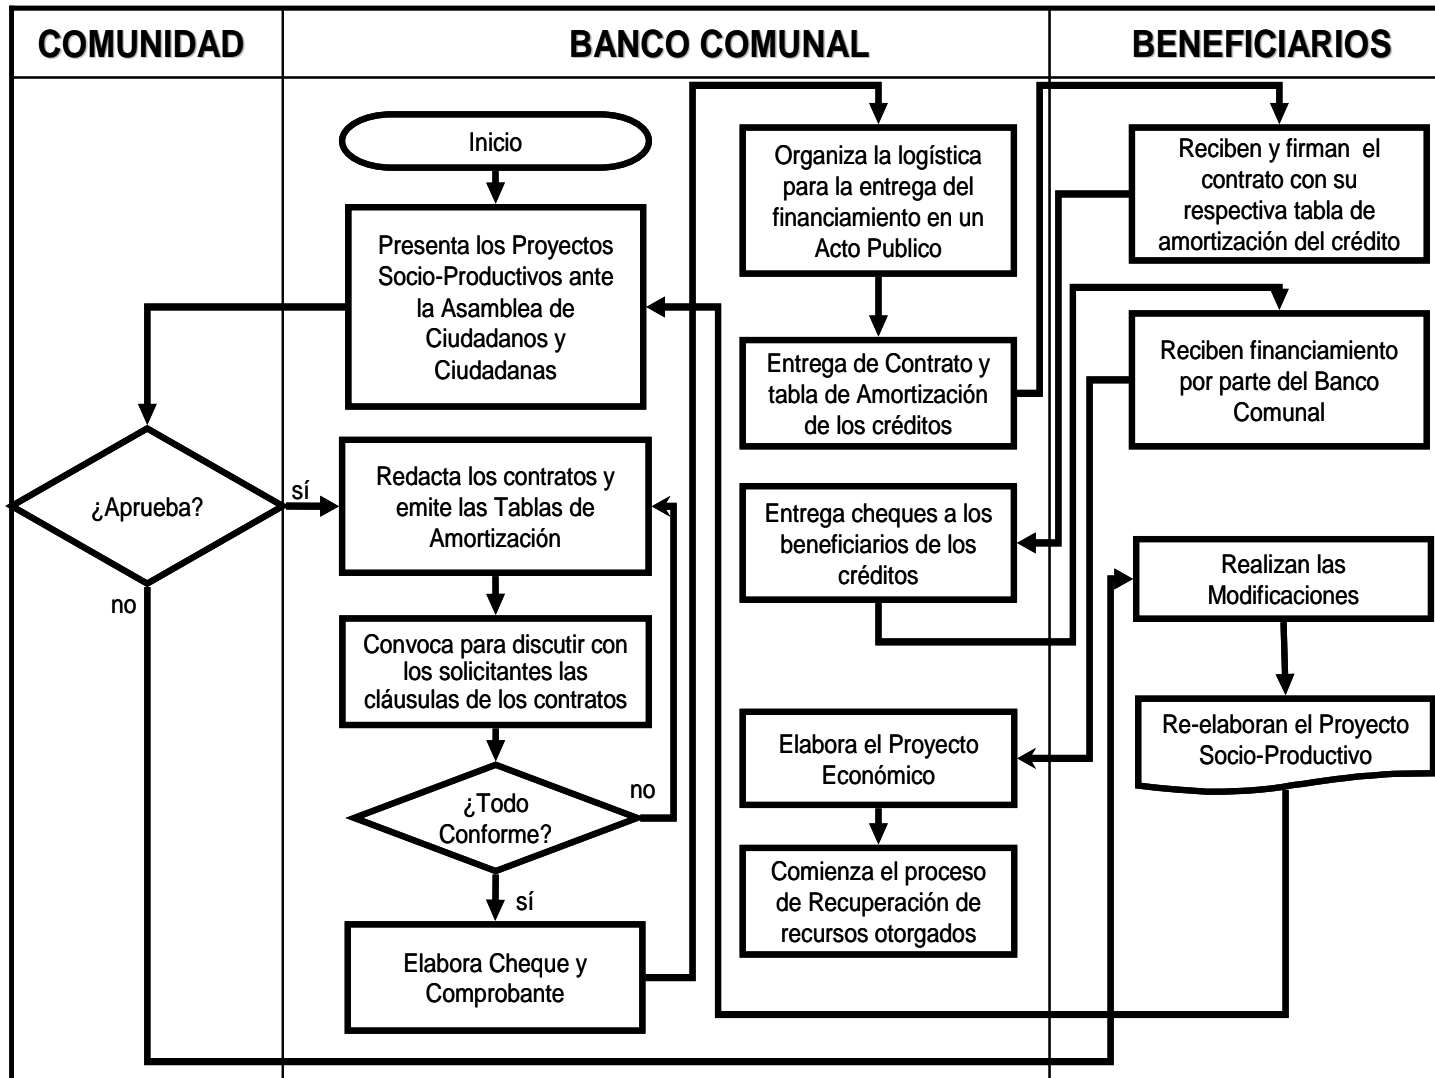 COMUNIDAD
BANCO COMUNAL
BENEFICIARIOS
Inicio
Presenta los Proyectos
Socio-Productivos ante
la Asamblea de
Ciudadanos y
Ciudadanas
¿Aprueba?
sí
no
Redacta los contratos y
emite las Tablas de
Amortización
Convoca para discutir con
los solicitantes las
cláusulas de los contratos
¿Todo
Conforme?
no
sí
Elabora Cheque y
Comprobante
Organiza la logística
para la entrega del
financiamiento en un
Acto Publico
Entrega de Contrato y
tabla de Amortización
de los créditos
Entrega cheques a los
beneficiarios de los
créditos
Elabora el Proyecto
Económico
Comienza el proceso
de Recuperación de
recursos otorgados
Reciben y firman el
contrato con su
respectiva tabla de
amortización del crédito
Reciben financiamiento
por parte del Banco
Comunal
Realizan las
Modificaciones
Re-elaboran el Proyecto
Socio-Productivo